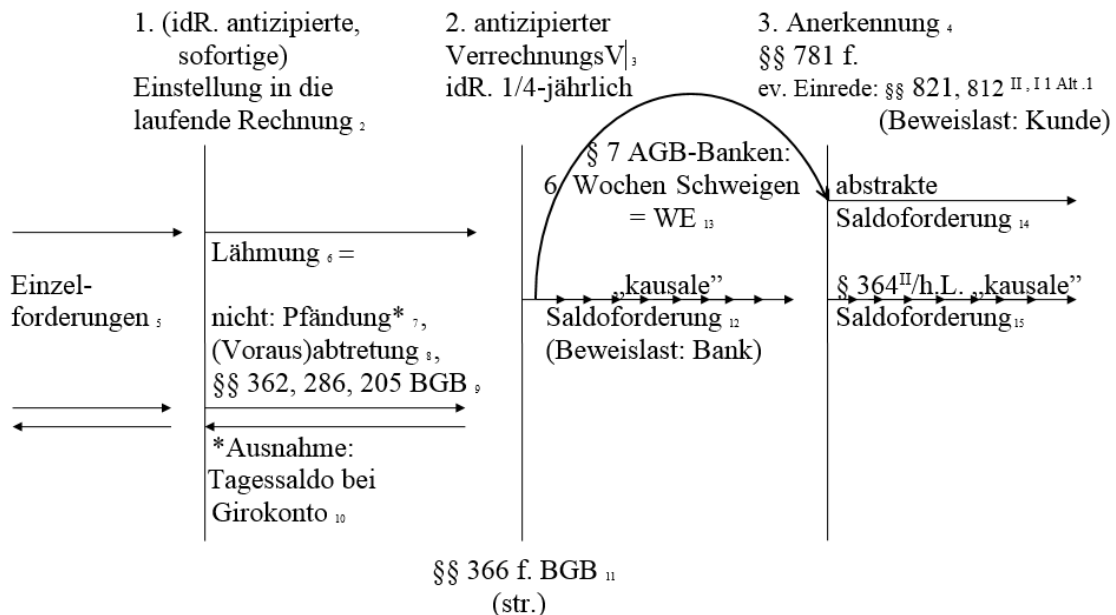 1. (idR. antizipierte,
sofortige)
Einstellung in die
laufende Rechnung 2
2. antizipierter
VerrechnungsV 3
idR. 1/4-jährlich
3. Anerkennung 4
§§ 781 f.
ev. Einrede: §§ 821, 812 II, I 1 Alt.1
(Beweislast: Kunde)
§ 7 AGB-Banken:
6 Wochen Schweigen
= WE 13
abstrakte
Saldoforderung 14
Lähmung 6 =
Einzel-
forderungen 5
nicht: Pfändung* 7,
(Voraus)abtretung 8,
§§ 362, 286, 205 BGB 9
„kausale”
Saldoforderung 12
(Beweislast: Bank)
§ 364II/h.L. „kausale”
Saldoforderung 15
*Ausnahme:
Tagessaldo bei
Girokonto 10
§§ 366 f. BGB 11
(str.)